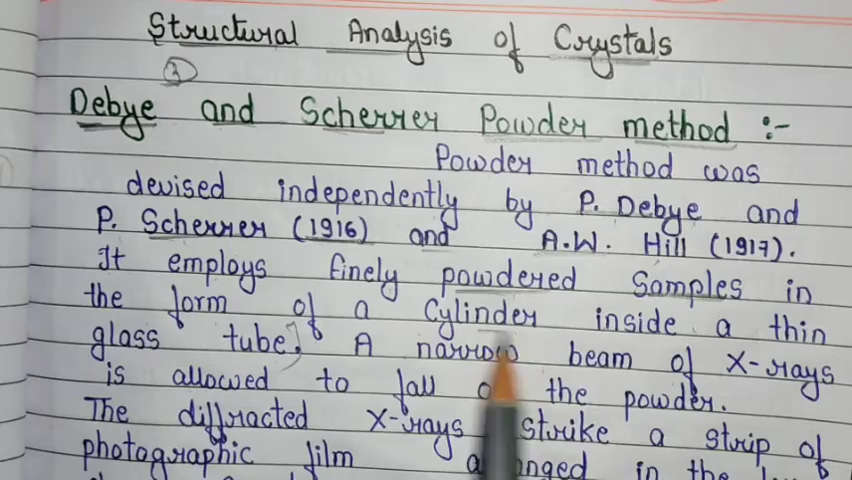 Structural Analysis of Crystals
3
Debye and Scherrer Powder method :-
Powder method was
devised independently by P. Debye and
P. Scherrer (1916) and A.W. Hill (1917).
It employs finely powdered Samples in
the form of a Cylinder inside a thin
glass tube. A narrow beam of X-rays
is allowed to fall the powder.
The diffracted X-rays strike a strip of
photographic film in the